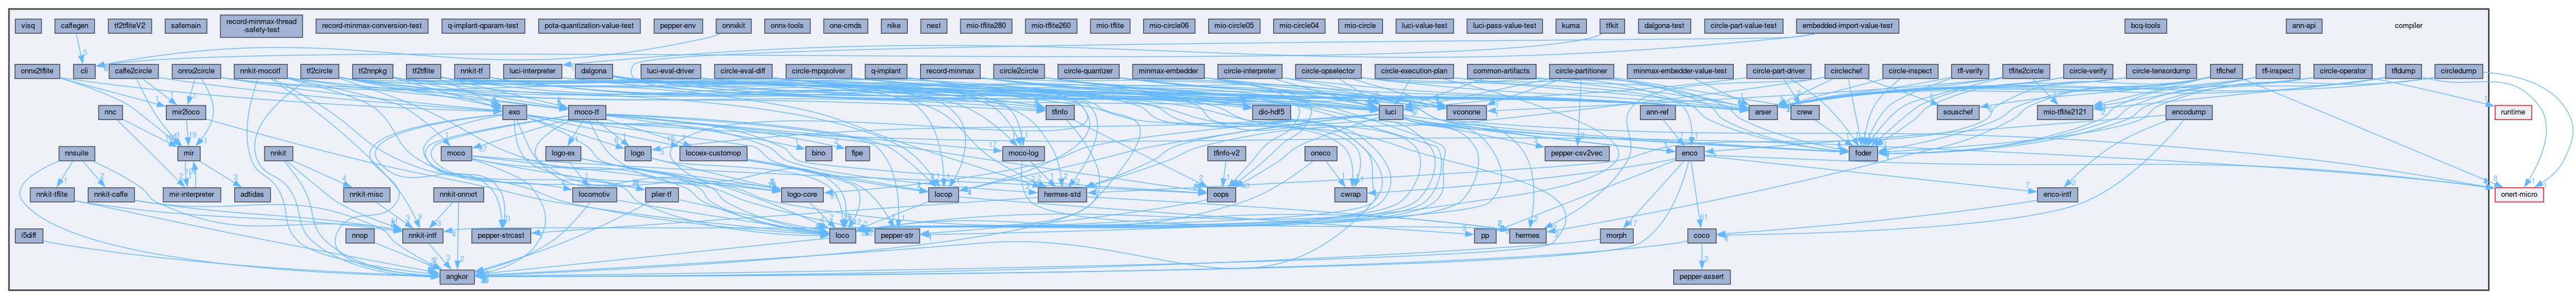 visq
caffegen
tf2tfliteV2
safemain
record-minmax-thread
-safety-test
record-minmax-conversion-test
q-implant-qparam-test
pota-quantization-value-test
pepper-env
onnxkit
onnx-tools
one-cmds
nike
nest
mio-tflite280
mio-tflite260
mio-tflite
mio-circle06
mio-circle05
mio-circle04
mio-circle
luci-value-test
luci-pass-value-test
kuma
tfkit
dalgona-test
circle-part-value-test
embedded-import-value-test
bcq-tools
ann-api
compiler
onnx2tflite
cli
caffe2circle
onnx2circle
nnkit-mocotf
tf2circle
tf2nnpkg
tf2tflite
nnkit-tf
luci-interpreter
dalgona
luci-eval-driver
circle-eval-diff
circle-mpqsolver
q-implant
record-minmax
circle2circle
circle-quantizer
minmax-embedder
circle-interpreter
circle-opselector
circle-execution-plan
common-artifacts
circle-partitioner
minmax-embedder-value-test
circle-part-driver
circlechef
circle-inspect
tfl-verify
tflite2circle
circle-verify
circle-tensordump
tflchef
tfl-inspect
circle-operator
tfldump
circledump
nnc
mir2loco
exo
moco-tf
tfinfo
dio-hdf5
luci
vconone
ann-ref
arser
crew
souschef
mio-tflite2121
encodump
runtime
nnsuite
mir
nnkit
moco
logo-ex
logo
locoex-customop
bino
fipe
moco-log
tfinfo-v2
oneco
pepper-csv2vec
enco
foder
nnkit-tflite
nnkit-caffe
mir-interpreter
adtidas
nnkit-misc
nnkit-onnxrt
locomotiv
plier-tf
logo-core
locop
hermes-std
oops
cwrap
enco-intf
onert-micro
i5diff
nnop
nnkit-intf
pepper-strcast
loco
pepper-str
pp
hermes
morph
coco
angkor
pepper-assert